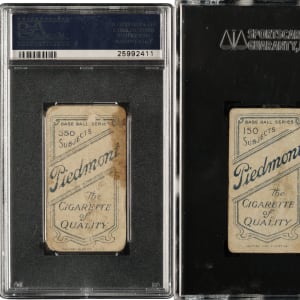 25992411
BASE BALL SERIES
350
SUBJECTS
Piedmont
The
CIGARETTE
of
QUALITY
SPORTSCARD
GUARANTY,
BASE BALL SERIES
150
SUBJECTS
Piedmont
The
CIGARETTE
of
QUALITY